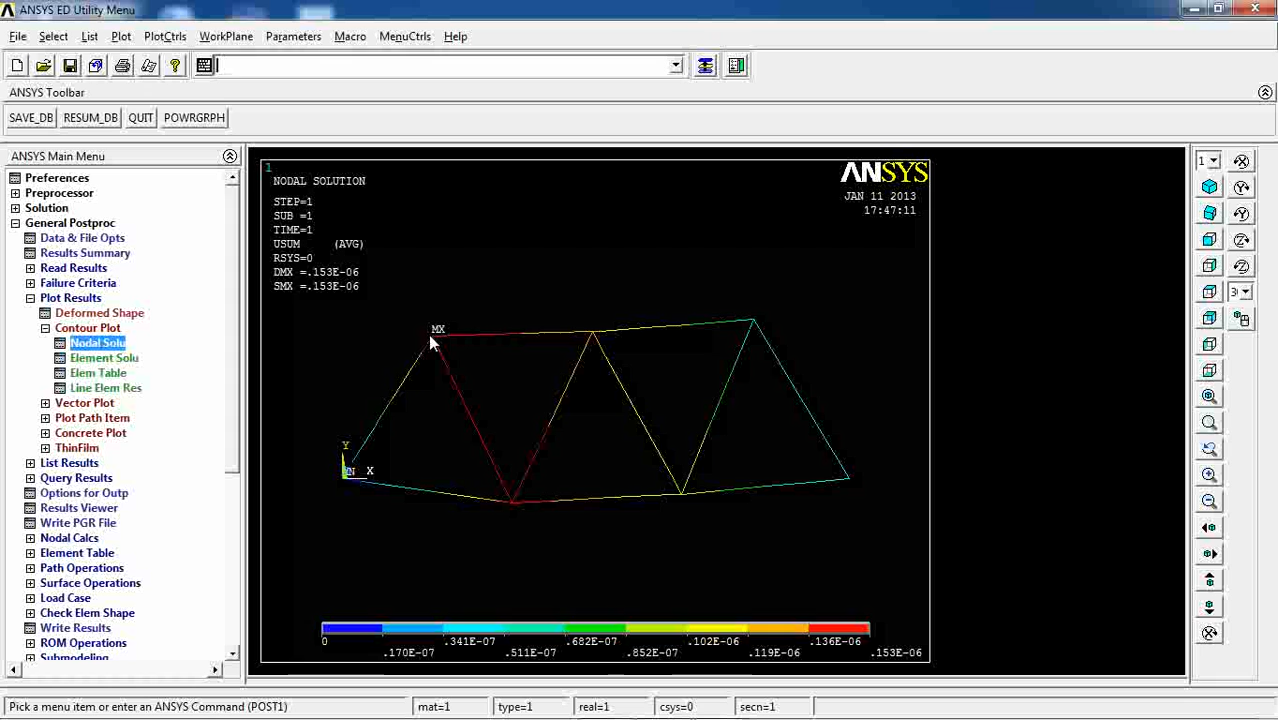 ANSYS ED Utility Menu
File Select List Plot PlotCtrls WorkPlane Parameters Macro MenuCtrls Help
ANSYS Toolbar
SAVE_DB RESUM_DB QUIT POWRGRPH
ANSYS Main Menu
Preferences
Preprocessor
Solution
General Postproc
Data & File Opts
Results Summary
Read Results
Failure Criteria
Plot Results
Deformed Shape
Contour Plot
Nodal Solu
Element Solu
Elem Table
Line Elem Res
Vector Plot
Plot Path Item
Concrete Plot
ThinFilm
List Results
Query Results
Options for Outp
Results Viewer
Write PGR File
Nodal Calcs
Element Table
Path Operations
Surface Operations
Load Case
Check Elem Shape
Write Results
ROM Operations
Submodeling
1
NODAL SOLUTION
STEP=1
SUB =1
TIME=1
USUM (AVG)
RSYS=0
DMX =.153E-06
SMX =.153E-06
ANSYS
JAN 11 2013
17:47:11
MX
Y
X
0 .341E-07 .682E-07 .102E-06 .136E-06
.170E-07 .511E-07 .852E-07 .119E-06 .153E-06
1
X
Y
Y
Z
Z
Pick a menu item or enter an ANSYS Command (POST1) mat=1 type=1 real=1 csys=0 secn=1